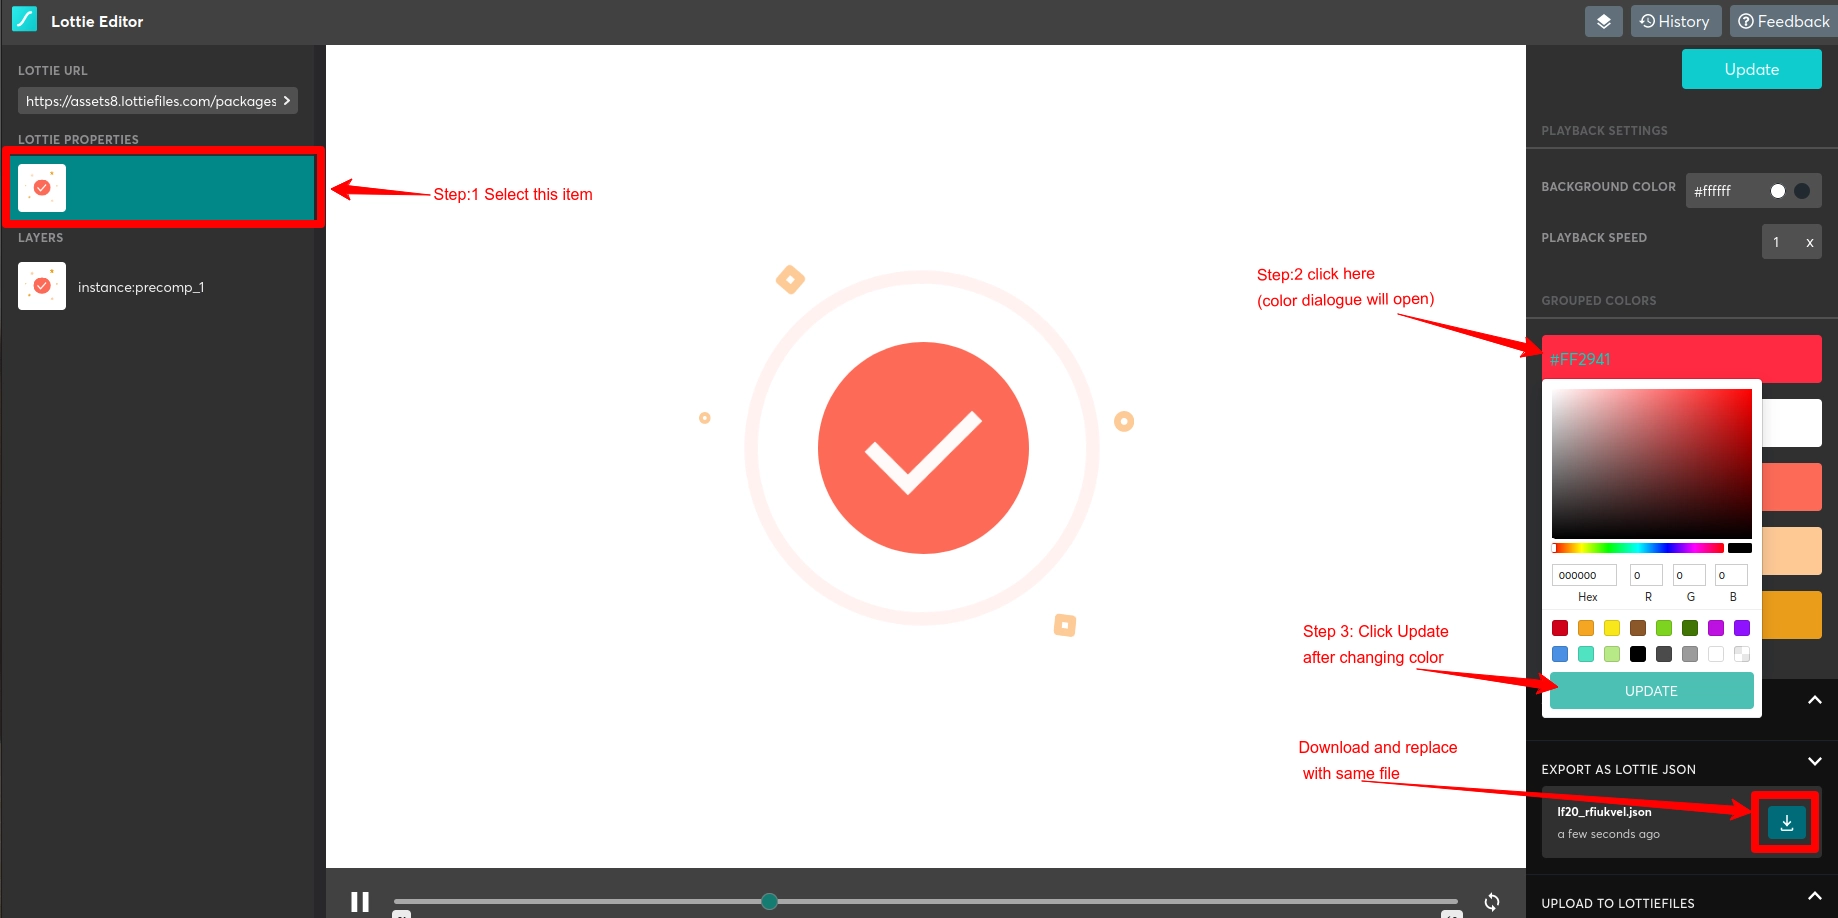 Lottie Editor
History
Feedback
LOTTIE URL
https://assets8.lottiefiles.com/packages
LOTTIE PROPERTIES
LAYERS
instance:precomp_1
Step:1 Select this item
Step:2 click here
(color dialogue will open)
Step 3: Click Update
after changing color
Download and replace
with same file
Update
PLAYBACK SETTINGS
BACKGROUND COLOR
#ffffff
PLAYBACK SPEED
1 x
GROUPED COLORS
#FF2941
000000 0 0 0
Hex R G B
UPDATE
EXPORT AS LOTTIE JSON
lf20_rfiukvel.json
a few seconds ago
UPLOAD TO LOTTIEFILES